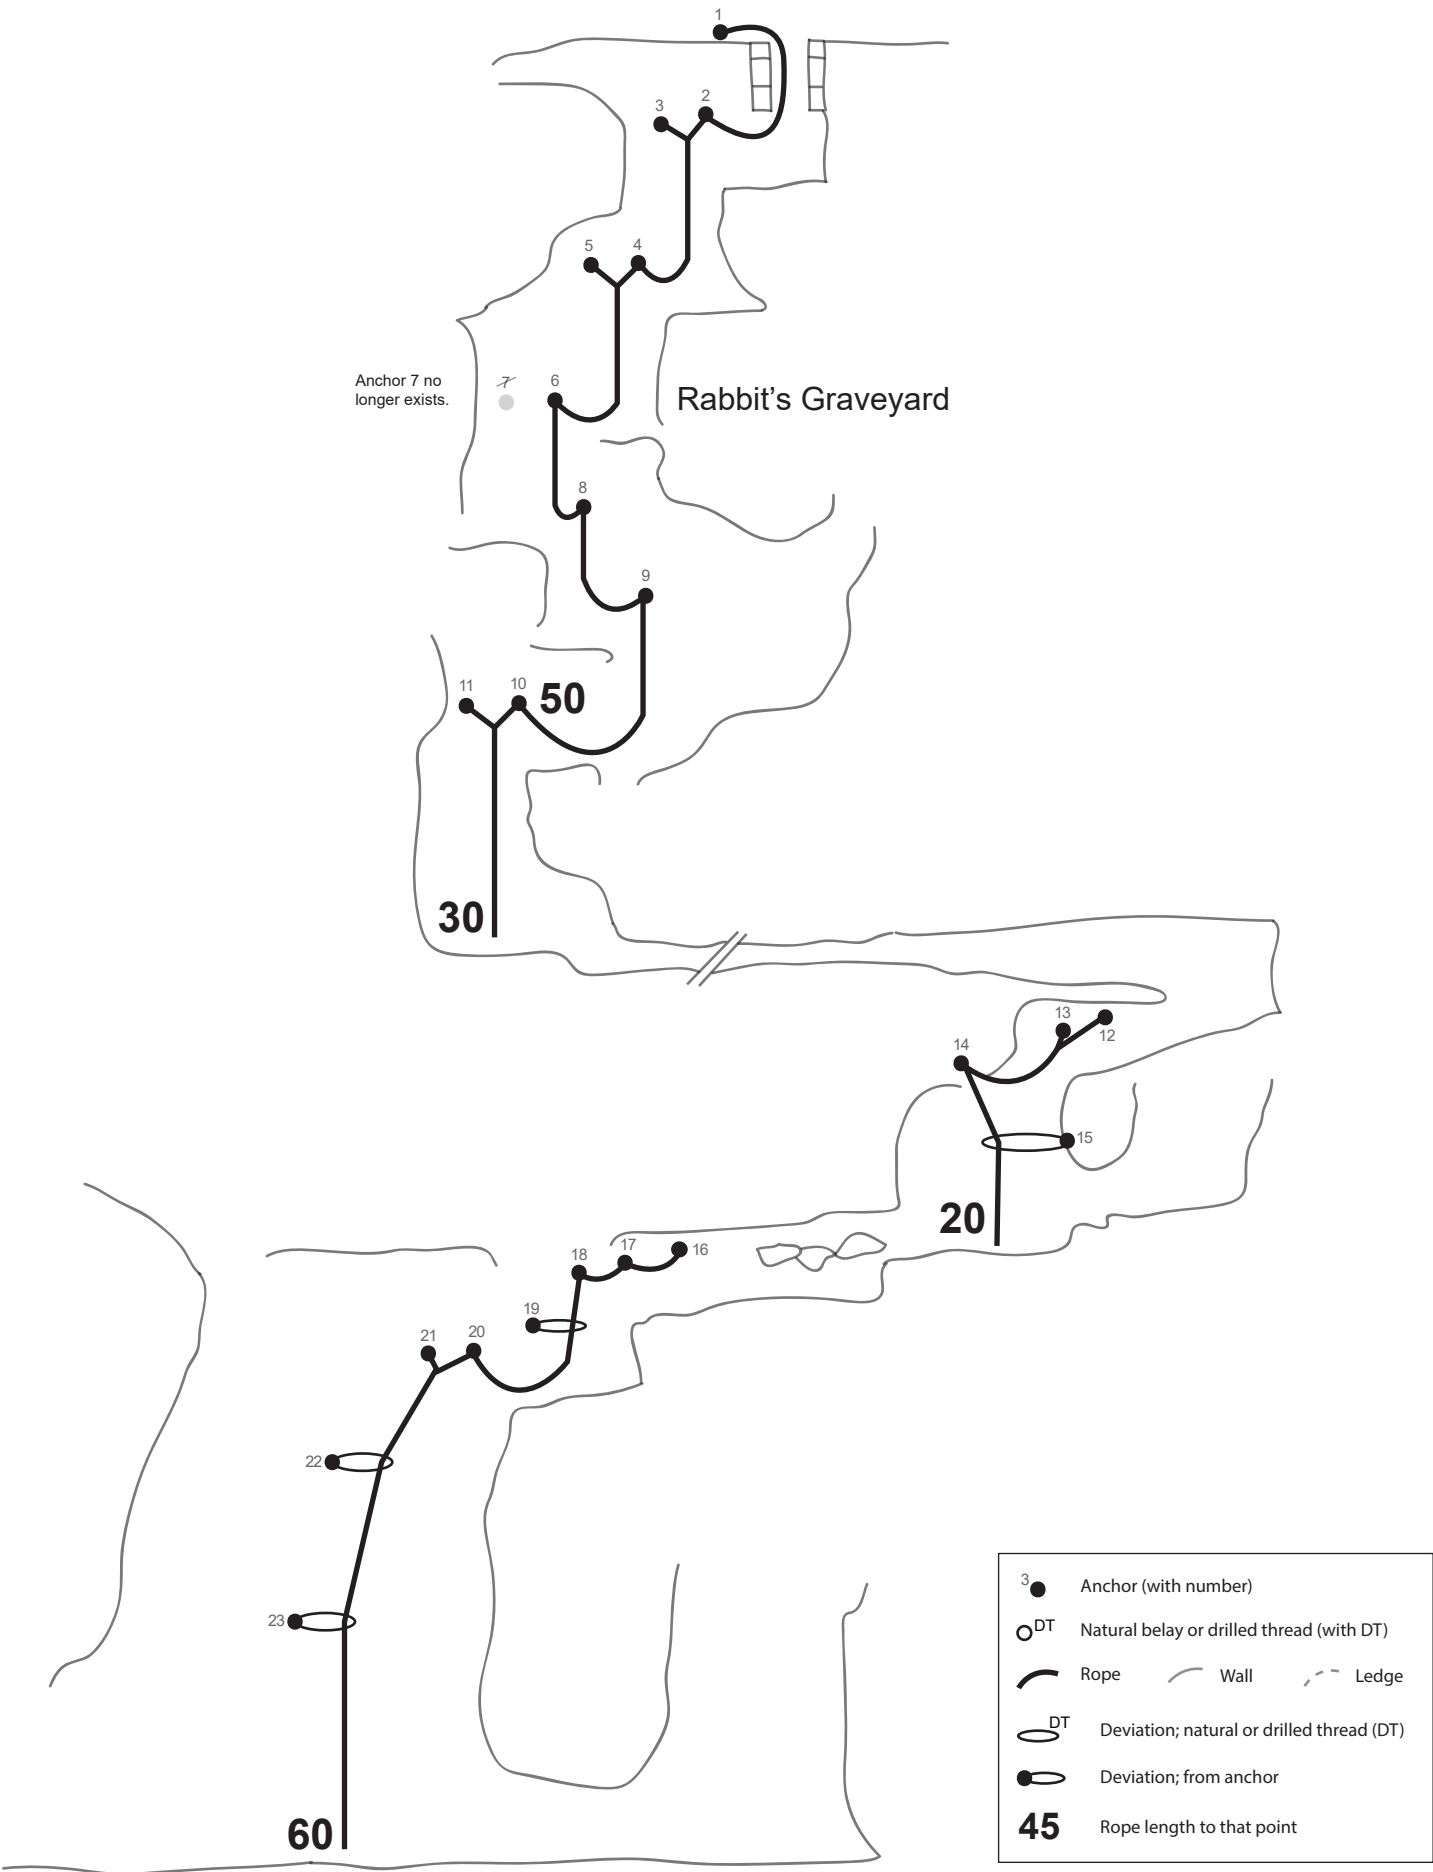 1
2
3
5
4
Anchor 7 no
longer exists.
7
6
Rabbit's Graveyard
8
9
11
10
50
30
13
12
14
15
20
18
17
16
19
21
20
22
23
60
3
Anchor (with number)
DT
Natural belay or drilled thread (with DT)
Rope
Wall
Ledge
DT
Deviation; natural or drilled thread (DT)
Deviation; from anchor
45
Rope length to that point